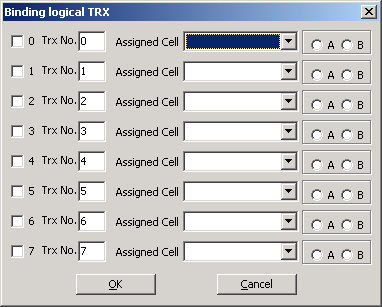 Binding logical TRX
0 Trx No. 0 Assigned Cell A B
1 Trx No. 1 Assigned Cell A B
2 Trx No. 2 Assigned Cell A B
3 Trx No. 3 Assigned Cell A B
4 Trx No. 4 Assigned Cell A B
5 Trx No. 5 Assigned Cell A B
6 Trx No. 6 Assigned Cell A B
7 Trx No. 7 Assigned Cell A B
OK Cancel